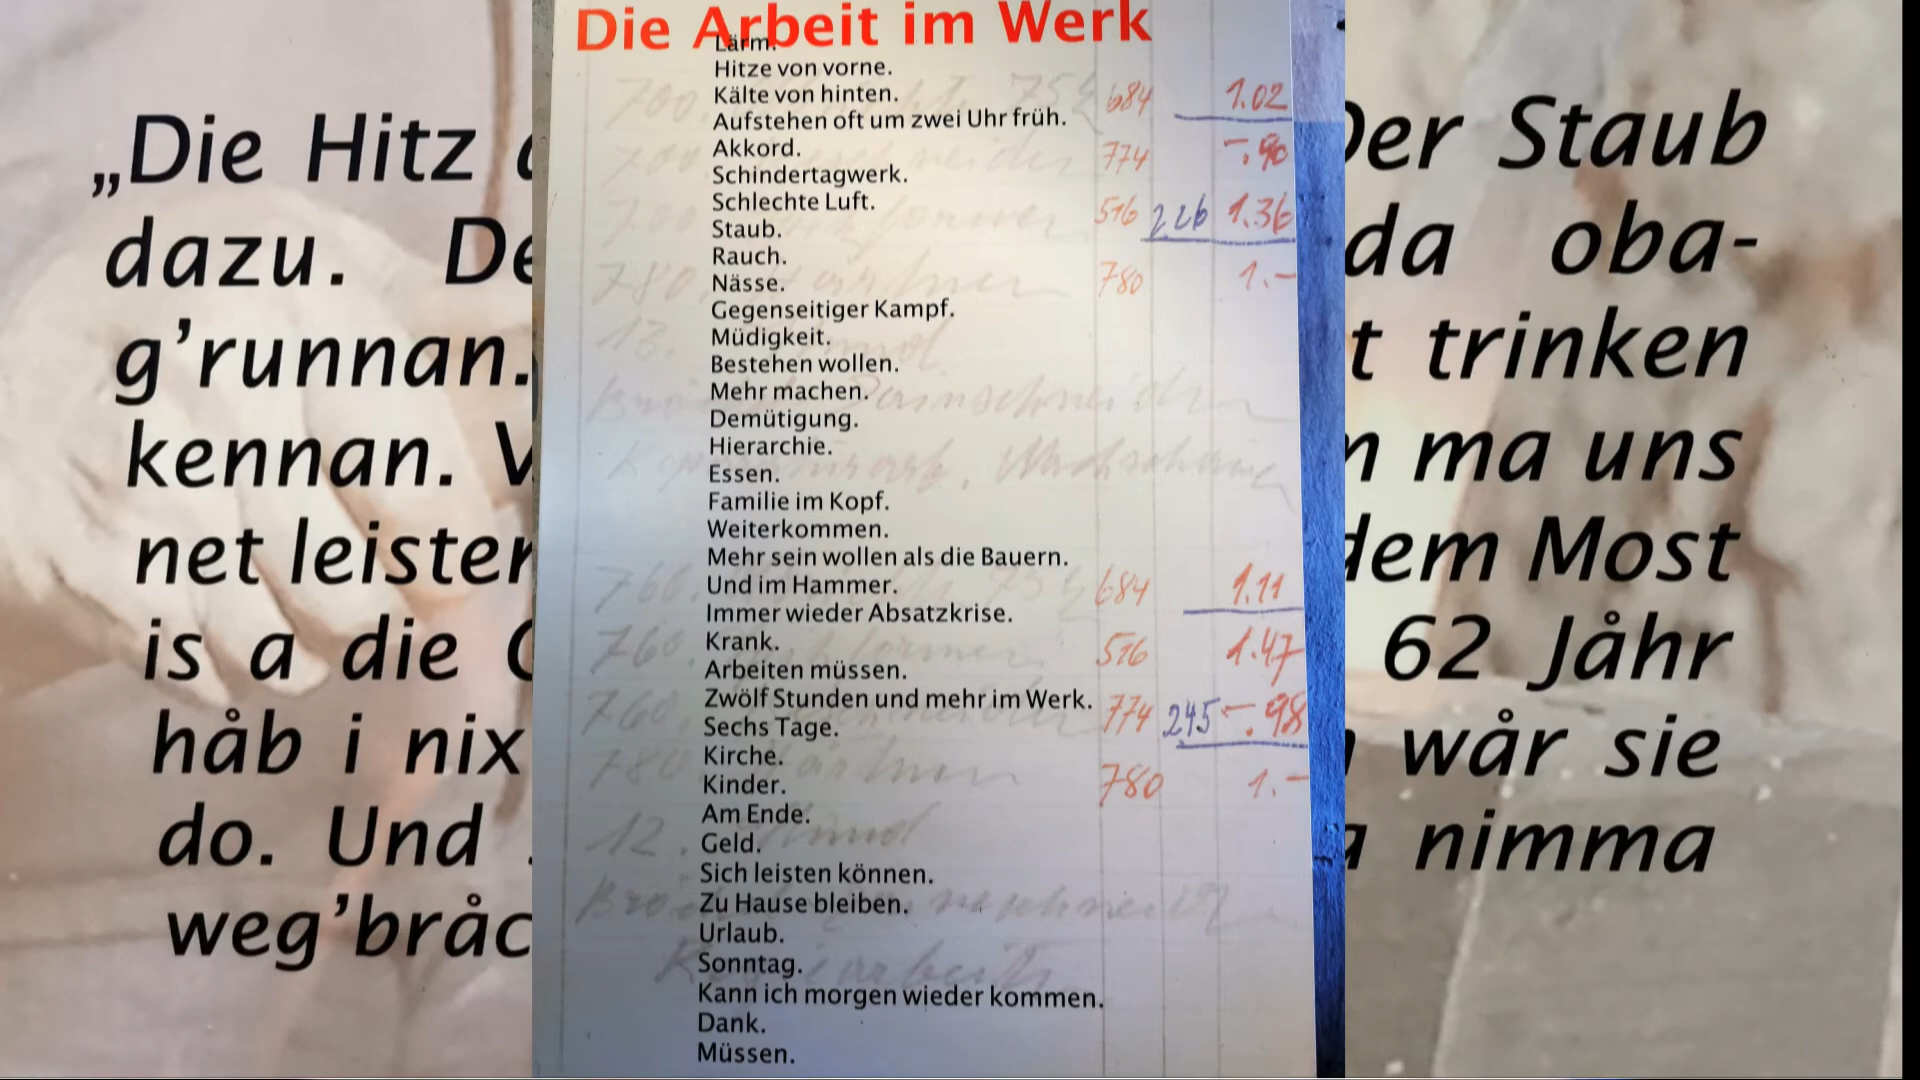 Die Arbeit im Werk
Lärm.
Hitze von vorne.
Kälte von hinten.
Aufstehen oft um zwei Uhr früh.
Akkord.
Schindertagwerk.
Schlechte Luft.
Staub.
Rauch.
Nässe.
Gegenseitiger Kampf.
Müdigkeit.
Bestehen wollen.
Mehr machen.
Demütigung.
Hierarchie.
Essen.
Familie im Kopf.
Weiterkommen.
Mehr sein wollen als die Bauern.
Und im Hammer.
Immer wieder Absatzkrise.
Krank.
Arbeiten müssen.
Zwölf Stunden und mehr im Werk.
Sechs Tage.
Kirche.
Kinder.
Am Ende.
Geld.
Sich leisten können.
Zu Hause bleiben.
Urlaub.
Sonntag.
Kann ich morgen wieder kommen.
Dank.
Müssen.
684 1.02
774 -.90
516 226 1.36
780 1.-
684 1.11
516 1.47
774 245 -.98
780 1.-
„Die Hitz
dazu.
g’runnan.
kennan.
net
is a die
håb i nix
do. Und
Der Staub
da oba-
trinken
ma uns
dem Most
62 Jåhr
wår sie
nimma